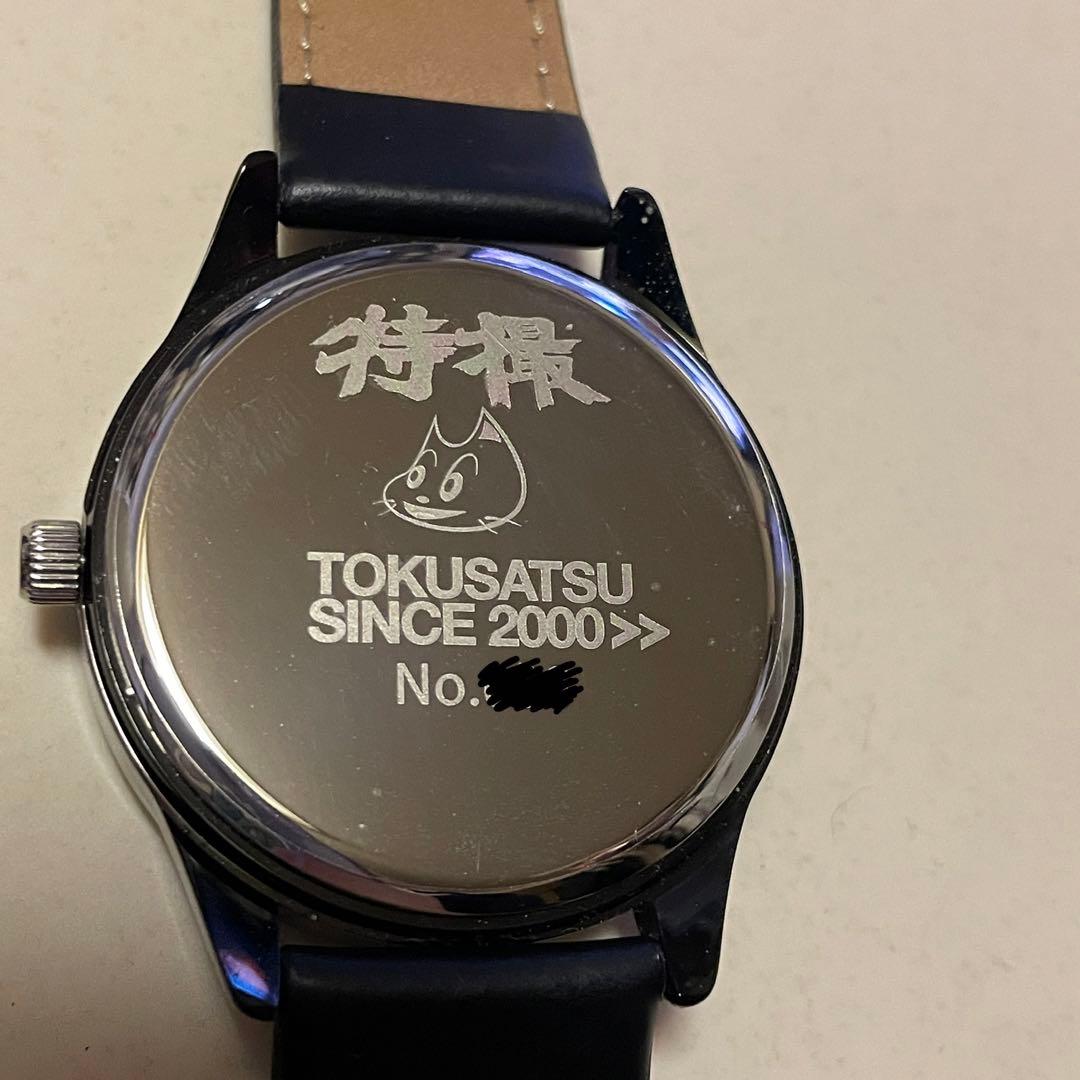 特撮
TOKUSATSU
SINCE 2000>>
No.